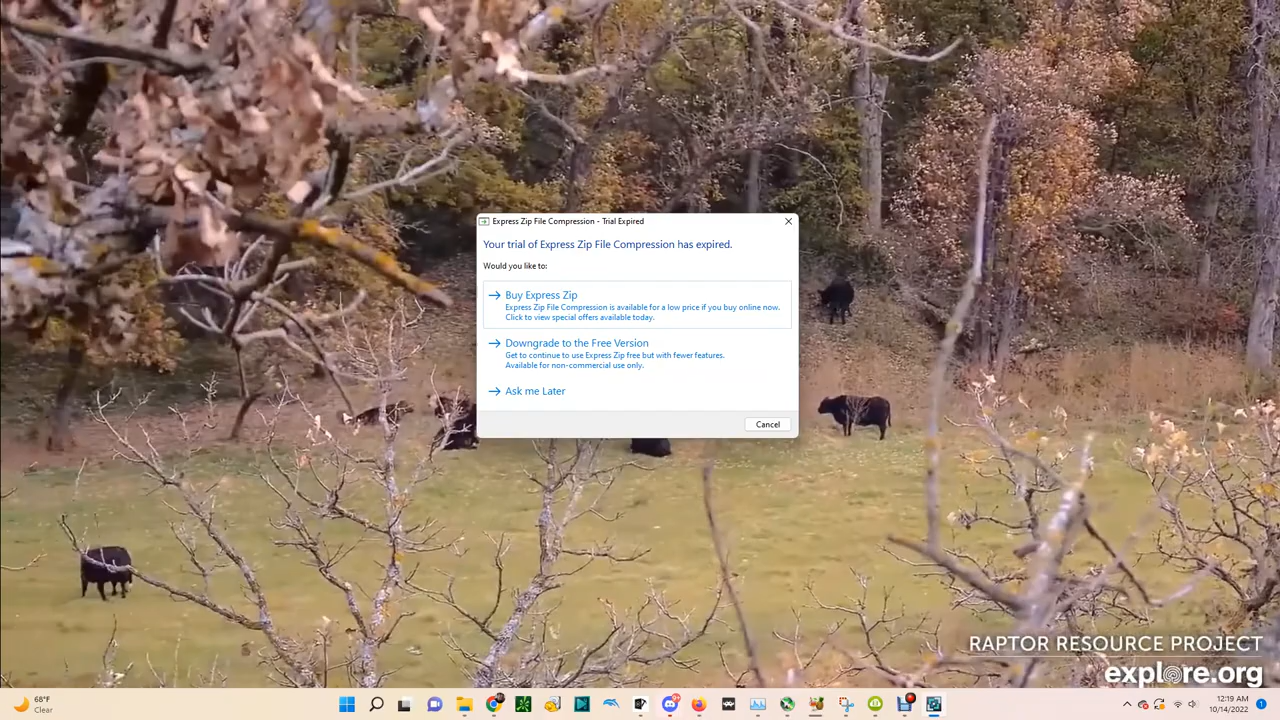 Express Zip File Compression - Trial Expired
Your trial of Express Zip File Compression has expired.
Would you like to:
Buy Express Zip
Express Zip File Compression is available for a low price if you buy online now.
Click to view special offers available today.
Downgrade to the Free Version
Get to continue to use Express Zip free but with fewer features.
Available for non-commercial use only.
Ask me Later
Cancel
RAPTOR RESOURCE PROJECT
explore.org
68°F
Clear
12:19 AM
10/14/2022